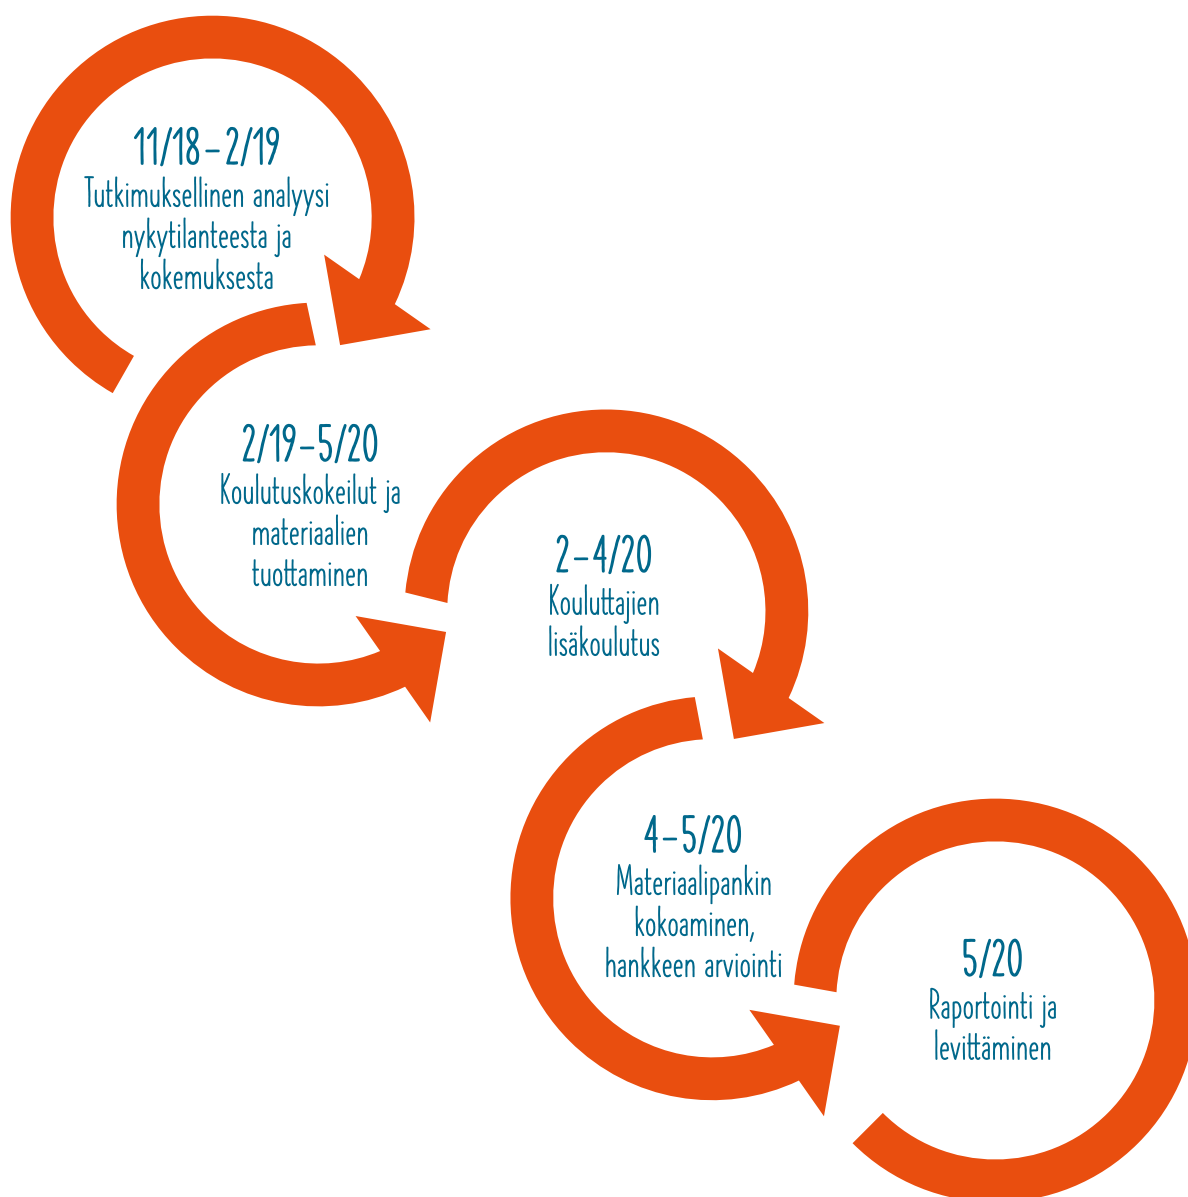 11/18 – 2/19
Tutkimuksellinen analyysi
nykytilanteesta ja
kokemuksesta
2/19 – 5/20
Koulutuskokeilut ja
materiaalien
tuottaminen
2 – 4/20
Kouluttajien
lisäkoulutus
4 – 5/20
Materiaalipankin
kokoaminen,
hankkeen arviointi
5/20
Raportointi ja
levittäminen